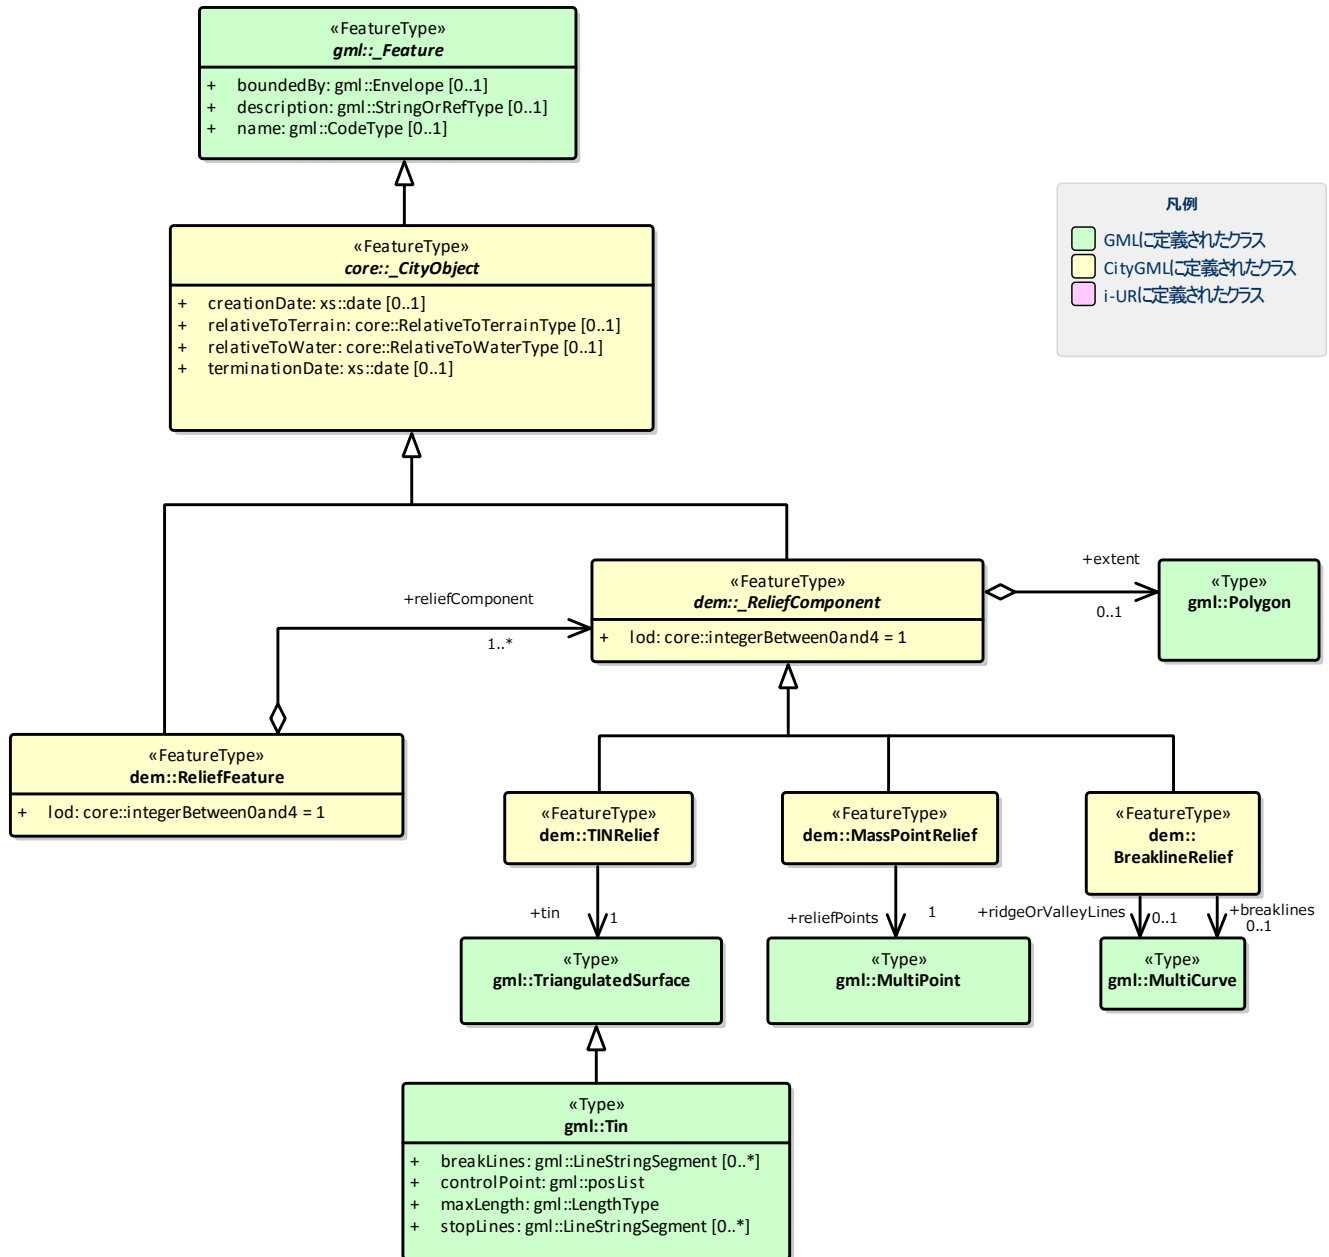 «FeatureType»
gml::_Feature
+ boundedBy: gml::Envelope [0..1]
+ description: gml::StringOrRefType [0..1]
+ name: gml::CodeType [0..1]
凡例
GMLに定義されたクラス
CityGMLに定義されたクラス
i-URに定義されたクラス
«FeatureType»
core::_CityObject
+ creationDate: xs::date [0..1]
+ relativeToTerrain: core::RelativeToTerrainType [0..1]
+ relativeToWater: core::RelativeToWaterType [0..1]
+ terminationDate: xs::date [0..1]
+reliefComponent
1..*
«FeatureType»
dem::_ReliefComponent
+ lod: core::integerBetween0and4 = 1
+extent
0..1
«Type»
gml::Polygon
«FeatureType»
dem::ReliefFeature
+ lod: core::integerBetween0and4 = 1
«FeatureType»
dem::TINRelief
«FeatureType»
dem::MassPointRelief
«FeatureType»
dem::
BreaklineRelief
+tin
1
+reliefPoints
1
+ridgeOrValleyLines
0..1
+breaklines
0..1
«Type»
gml::TriangulatedSurface
«Type»
gml::MultiPoint
«Type»
gml::MultiCurve
«Type»
gml::Tin
+ breakLines: gml::LineStringSegment [0..*]
+ controlPoint: gml::posList
+ maxLength: gml::LengthType
+ stopLines: gml::LineStringSegment [0..*]